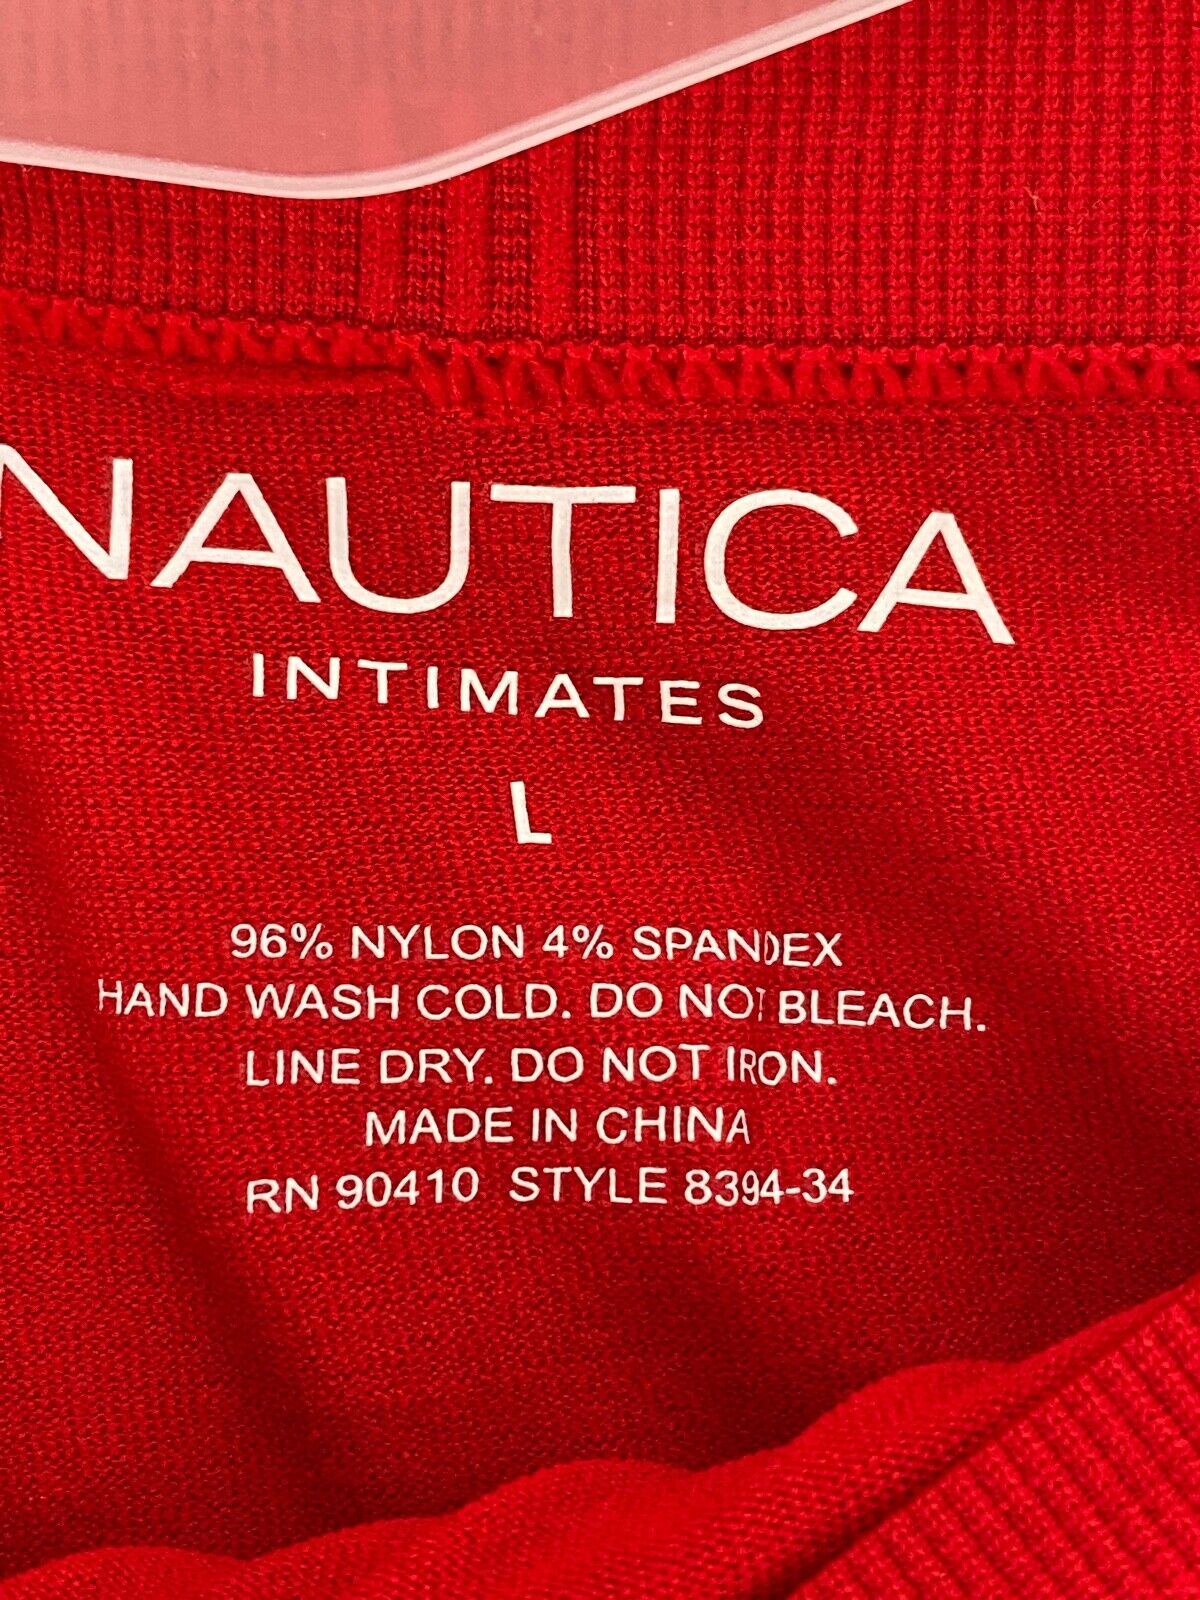 NAUTICA
INTIMATES
L
96% NYLON 4% SPANDEX
HAND WASH COLD. DO NOT BLEACH.
LINE DRY. DO NOT IRON.
MADE IN CHINA
RN 90410 STYLE 8394-34